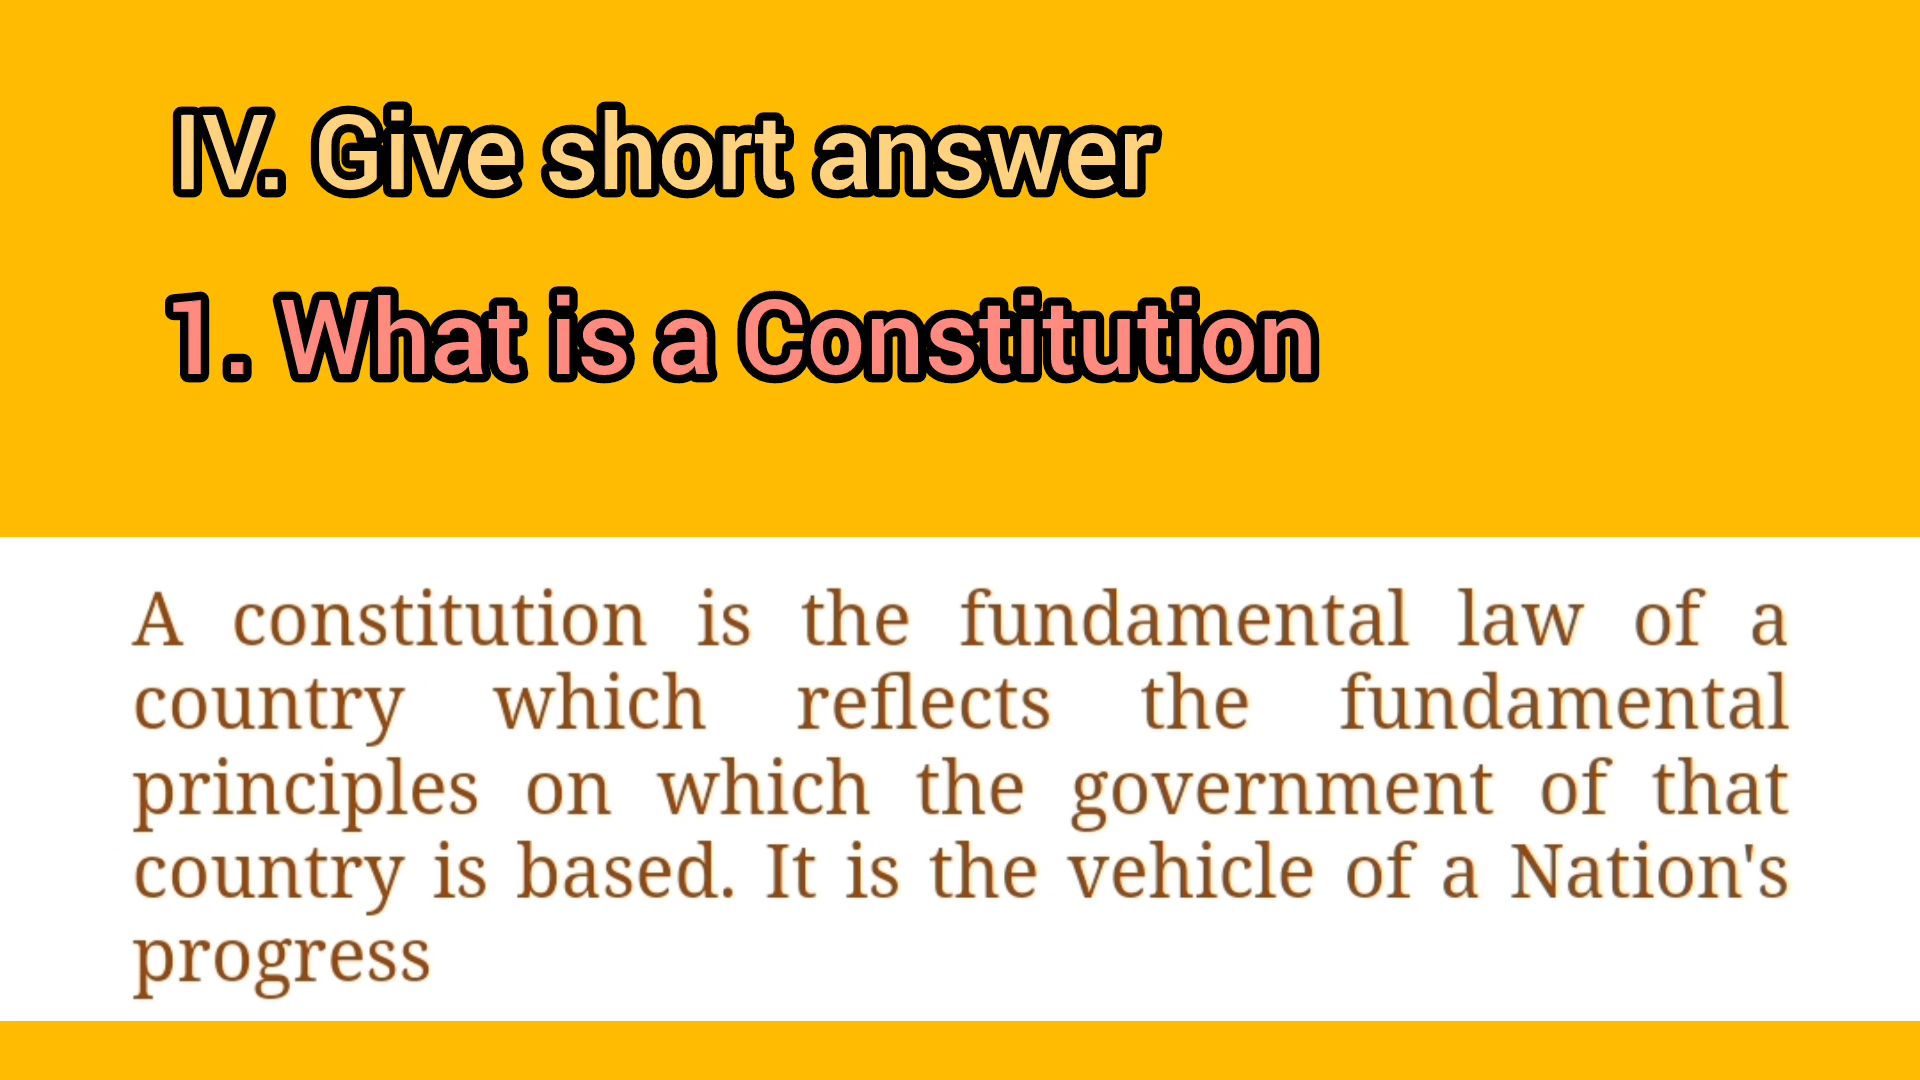 IV. Give short answer
1. What is a Constitution
A constitution is the fundamental law of a
country which reflects the fundamental
principles on which the government of that
country is based. It is the vehicle of a Nation's
progress